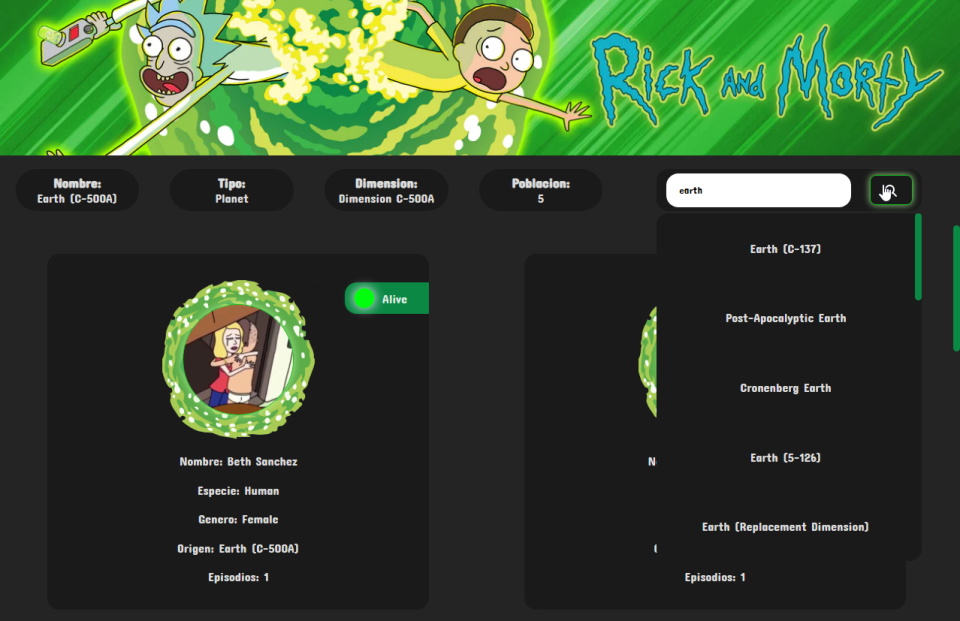 Rick and Morty
Nombre:
Earth (C-500A)
Tipo:
Planet
Dimension:
Dimension C-500A
Poblacion:
5
earth
Earth (C-137)
Post-Apocalyptic Earth
Cronenberg Earth
Earth (5-126)
Earth (Replacement Dimension)
Alive
Nombre: Beth Sanchez
Especie: Human
Genero: Female
Origen: Earth (C-500A)
Episodios: 1
Episodios: 1